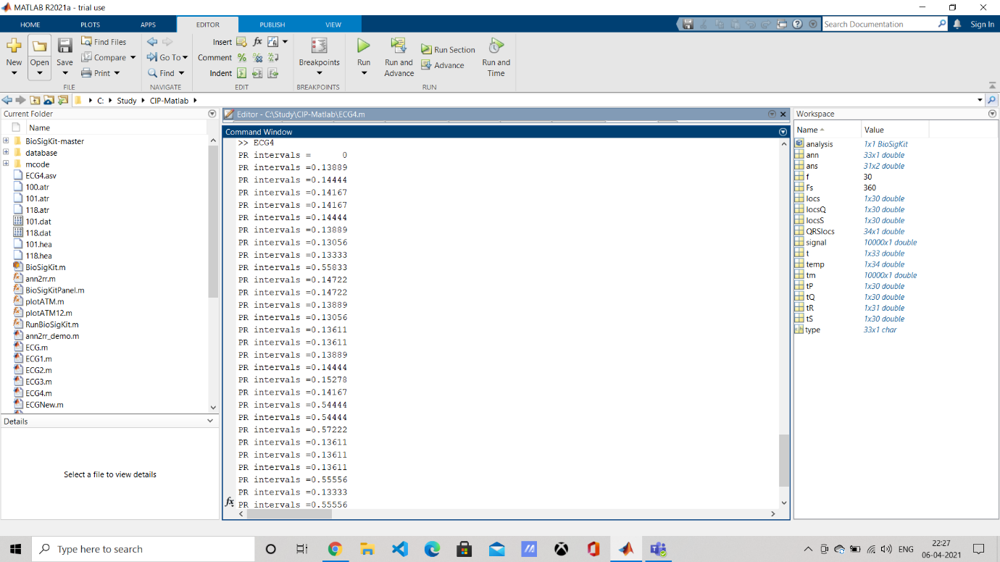 MATLAB R2021a - trial use
HOME PLOTS APPS EDITOR PUBLISH VIEW
Search Documentation
Sign In
New
Open
Save
Find Files
Compare
Print
FILE
Go To
Find
NAVIGATE
Insert
Comment
Indent
EDIT
Breakpoints
BREAKPOINTS
Run
Run and Advance
Run Section
Advance
Run and Time
RUN
C: Study CIP-Matlab
Current Folder
Name
BioSigKit-master
database
mcode
ECG4.asv
100.atr
101.atr
118.atr
101.dat
118.dat
101.hea
118.hea
BioSigKit.m
ann2rr.m
BioSigKitPanel.m
plotATM.m
plotATM12.m
RunBioSigKit.m
ann2rr_demo.m
ECG.m
ECG1.m
ECG2.m
ECG3.m
ECG4.m
ECGNew.m
Details
Select a file to view details
Editor - C:\Study\CIP-Matlab\ECG4.m
Command Window
>> ECG4
PR intervals = 0
PR intervals =0.13889
PR intervals =0.14444
PR intervals =0.14167
PR intervals =0.14167
PR intervals =0.14444
PR intervals =0.13889
PR intervals =0.13056
PR intervals =0.13333
PR intervals =0.55833
PR intervals =0.14722
PR intervals =0.14722
PR intervals =0.13889
PR intervals =0.13056
PR intervals =0.13611
PR intervals =0.13611
PR intervals =0.13889
PR intervals =0.14444
PR intervals =0.15278
PR intervals =0.14167
PR intervals =0.54444
PR intervals =0.54444
PR intervals =0.57222
PR intervals =0.13611
PR intervals =0.13611
PR intervals =0.13611
PR intervals =0.55556
PR intervals =0.13333
PR intervals =0.55556
fx
Workspace
Name Value
analysis 1x1 BioSigKit
ann 33x1 double
ans 31x2 double
f 30
Fs 360
locs 1x30 double
locsQ 1x30 double
locsS 1x30 double
QRSlocs 34x1 double
signal 10000x1 double
t 1x33 double
temp 1x34 double
tm 10000x1 double
tP 1x30 double
tQ 1x30 double
tR 1x31 double
tS 1x30 double
type 33x1 char
Type here to search
ENG
22:27
06-04-2021